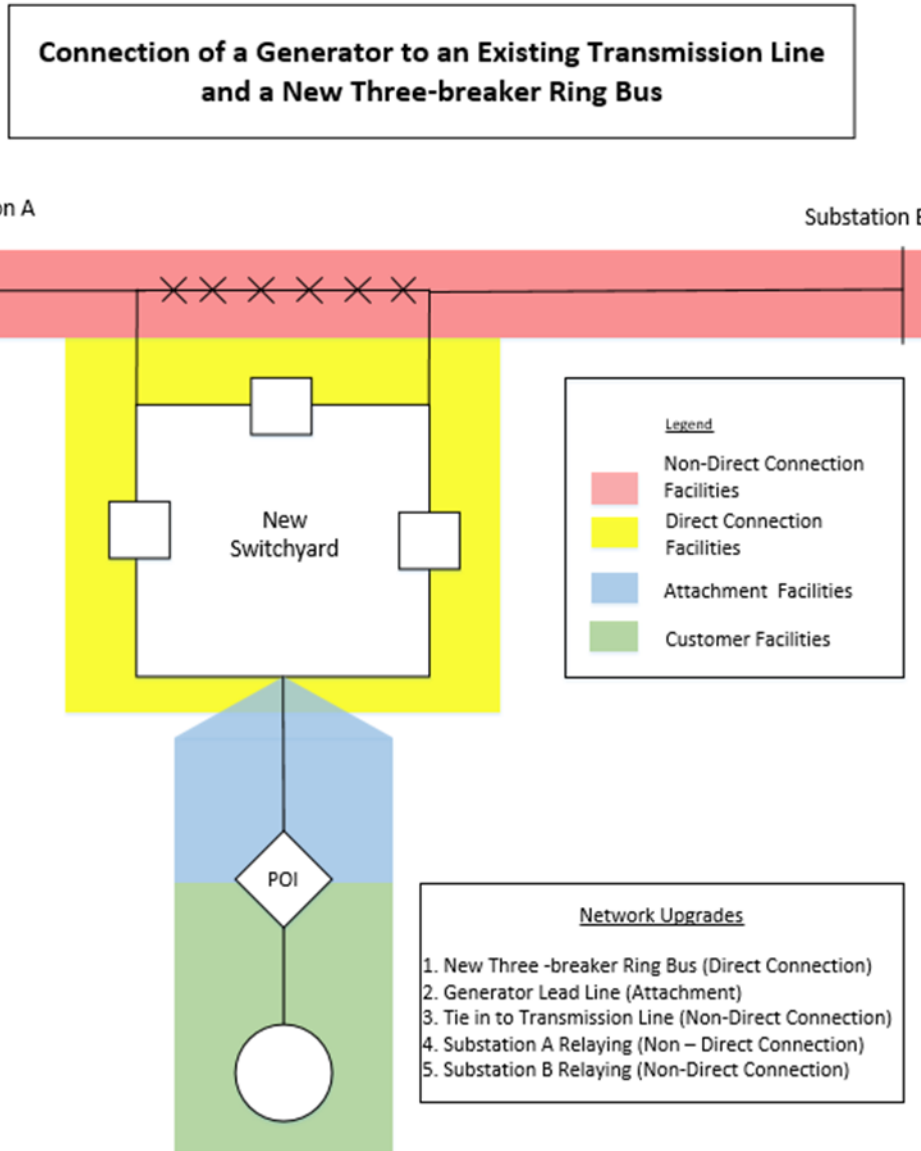 Connection of a Generator to an Existing Transmission Line
and a New Three-breaker Ring Bus
on A
Substation
Legend
Non-Direct Connection
Facilities
Direct Connection
Facilities
Attachment Facilities
Customer Facilities
New
Switchyard
POI
Network Upgrades
1. New Three -breaker Ring Bus (Direct Connection)
2. Generator Lead Line (Attachment)
3. Tie in to Transmission Line (Non-Direct Connection)
4. Substation A Relaying (Non – Direct Connection)
5. Substation B Relaying (Non-Direct Connection)